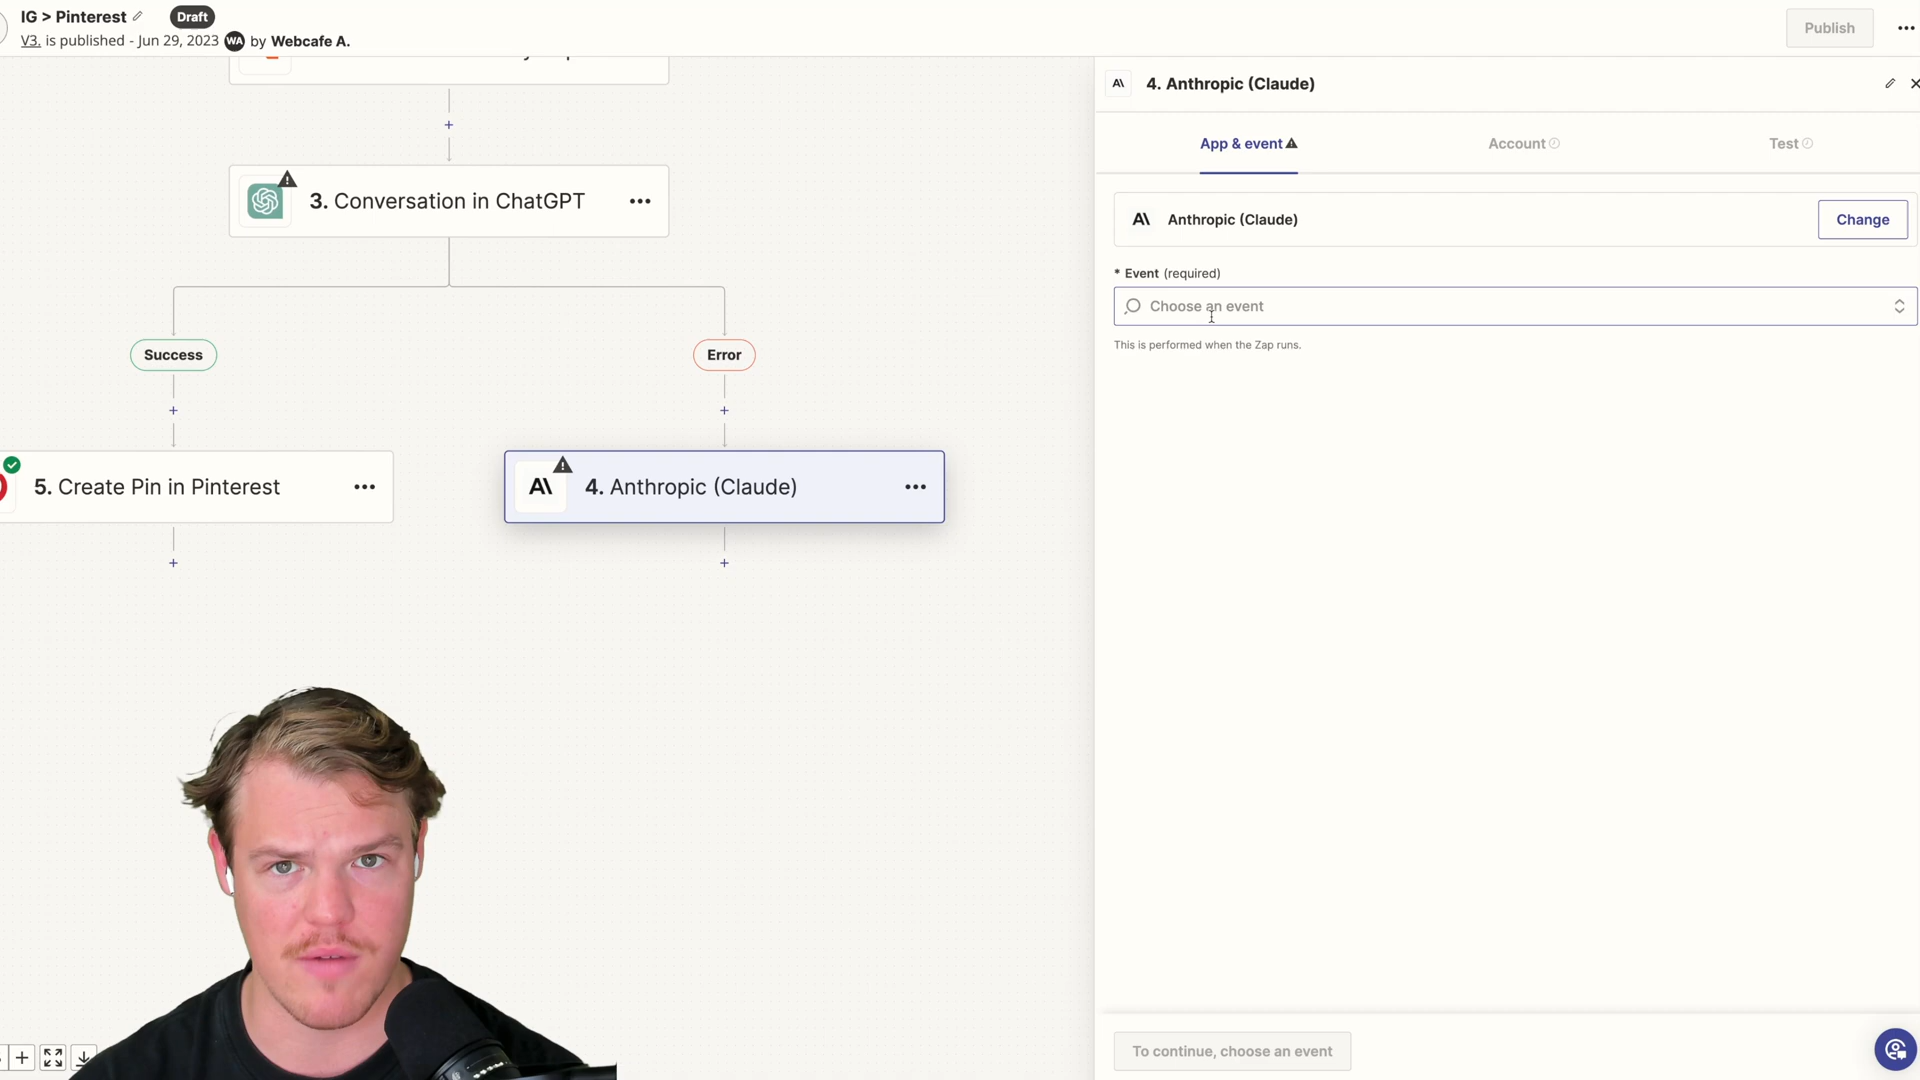 IG > Pinterest
Draft
V3. is published - Jun 29, 2023 WA by Webcafe A.
Publish
4. Anthropic (Claude)
App & event
Account
Test
Anthropic (Claude)
Change
* Event (required)
Choose an event
This is performed when the Zap runs.
3. Conversation in ChatGPT
Success
Error
5. Create Pin in Pinterest
4. Anthropic (Claude)
To continue, choose an event